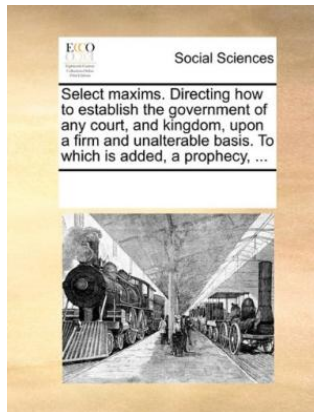 ECCO
Social Sciences
Select maxims. Directing how
to establish the government of
any court, and kingdom, upon
a firm and unalterable basis. To
which is added, a prophecy, ...